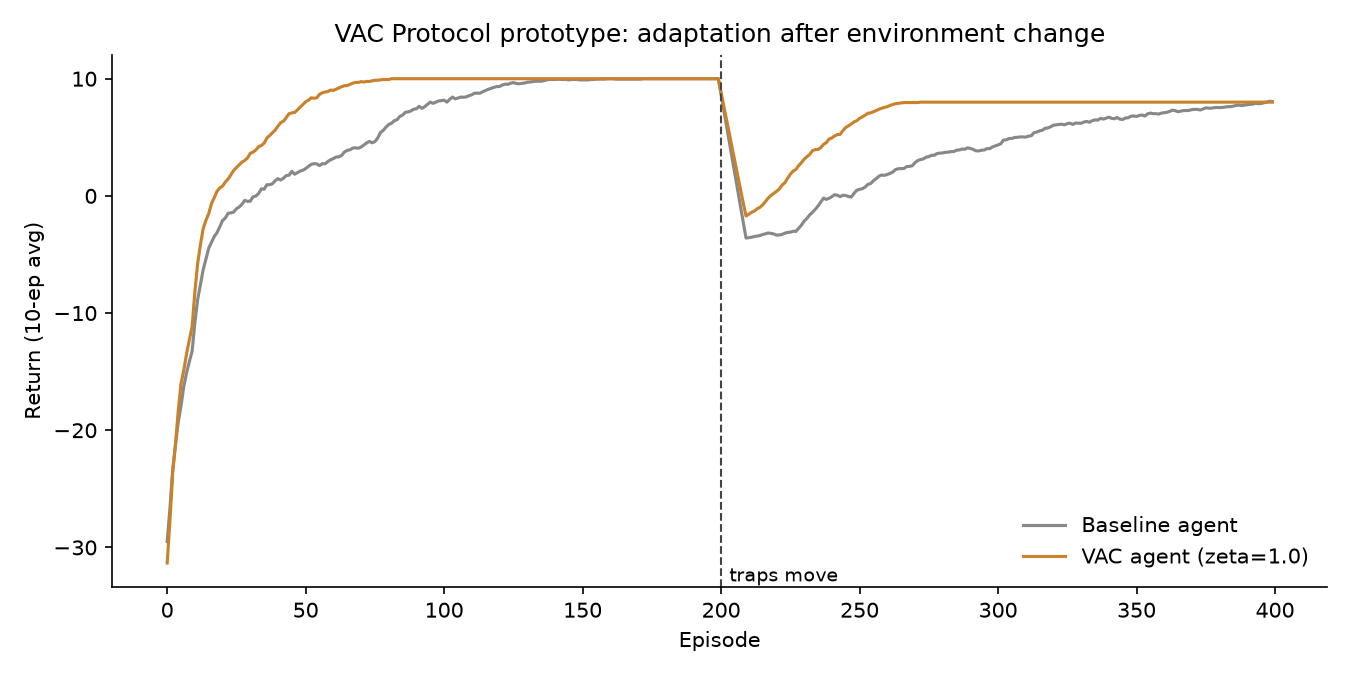 VAC Protocol prototype: adaptation after environment change
Return (10-ep avg)
10
0
−10
−20
−30
traps move
Baseline agent
VAC agent (zeta=1.0)
0
50
100
150
200
250
300
350
400
Episode